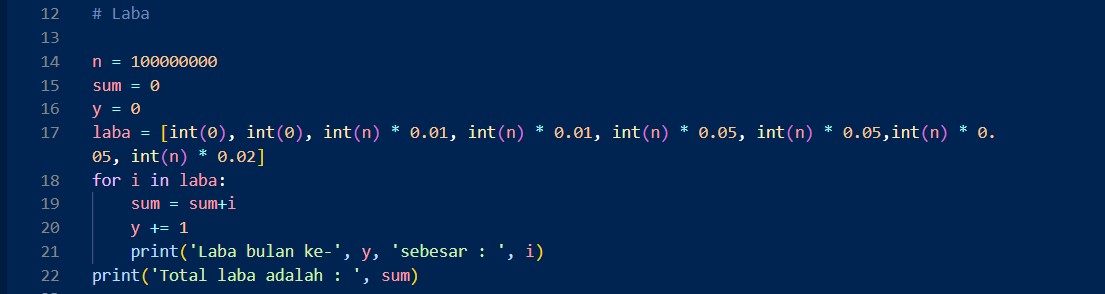 12 # Laba
13
14 n = 100000000
15 sum = 0
16 y = 0
17 laba = [int(0), int(0), int(n) * 0.01, int(n) * 0.01, int(n) * 0.05, int(n) * 0.05,int(n) * 0.
05, int(n) * 0.02]
18 for i in laba:
19     sum = sum+i
20     y += 1
21     print('Laba bulan ke-', y, 'sebesar : ', i)
22 print('Total laba adalah : ', sum)